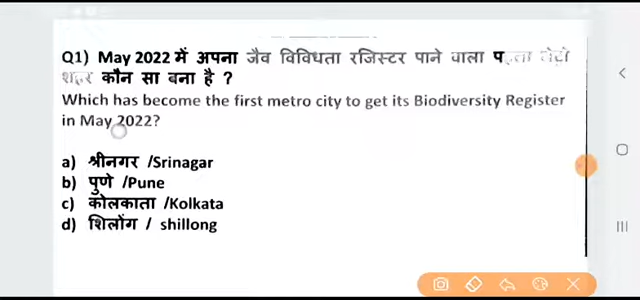 Q1) May 2022 में अपना जैव विविधता रजिस्टर पाने वाला
कौन सा बना है ?
Which has become the first metro city to get its Biodiversity Register
in May 2022?
a) श्रीनगर /Srinagar
b) पुणे /Pune
c) कोलकाता /Kolkata
d) शिलोंग / shillong